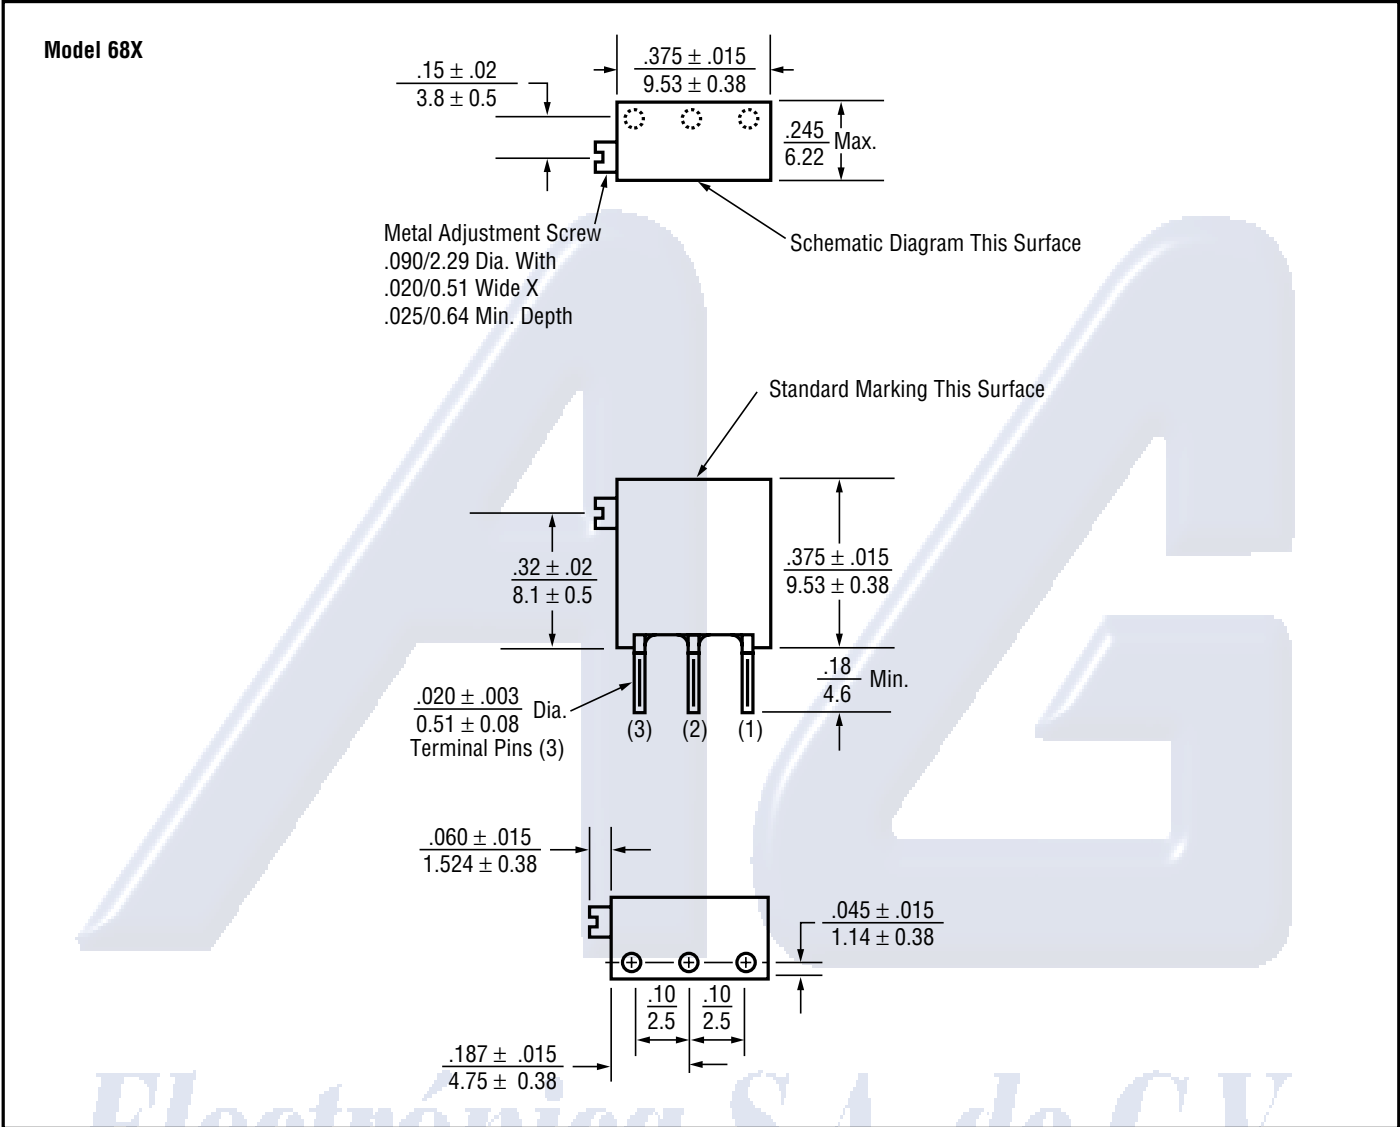 Model 68X
.375 ± .015
9.53 ± 0.38
.15 ± .02
3.8 ± 0.5
.245
6.22
Max.
Metal Adjustment Screw
.090/2.29 Dia. With
.020/0.51 Wide X
.025/0.64 Min. Depth
Schematic Diagram This Surface
Standard Marking This Surface
.32 ± .02
8.1 ± 0.5
.375 ± .015
9.53 ± 0.38
.18
4.6
Min.
.020 ± .003
0.51 ± 0.08
Dia.
Terminal Pins (3)
(3) (2) (1)
.060 ± .015
1.524 ± 0.38
.045 ± .015
1.14 ± 0.38
.10
2.5
.10
2.5
.187 ± .015
4.75 ± 0.38
AG
Electrónica S.A. de C.V.